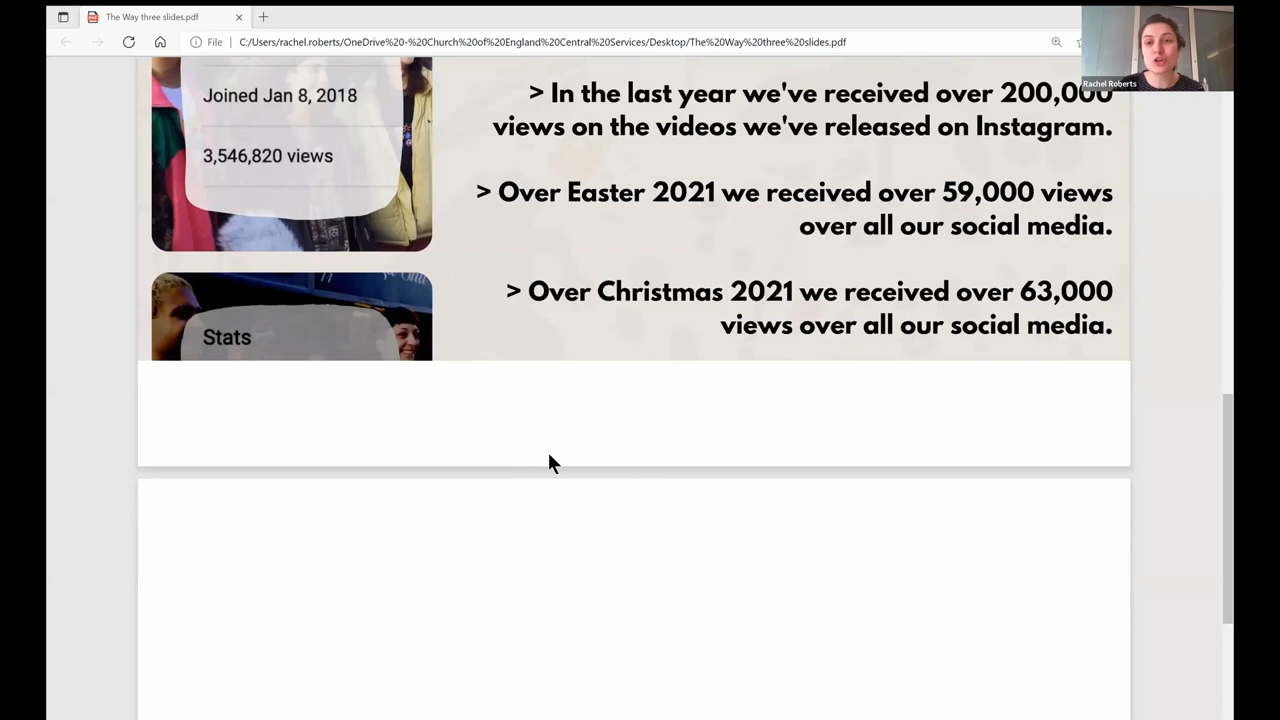 The Way three slides.pdf
File
C:/Users/rachel.roberts/OneDrive%20-%20Church%20of%20England%20Central%20Services/Desktop/The%20Way%20three%20slides.pdf
Rachel Roberts
Joined Jan 8, 2018
3,546,820 views
> In the last year we've received over 200,000
views on the videos we've released on Instagram.
> Over Easter 2021 we received over 59,000 views
over all our social media.
> Over Christmas 2021 we received over 63,000
views over all our social media.
Stats